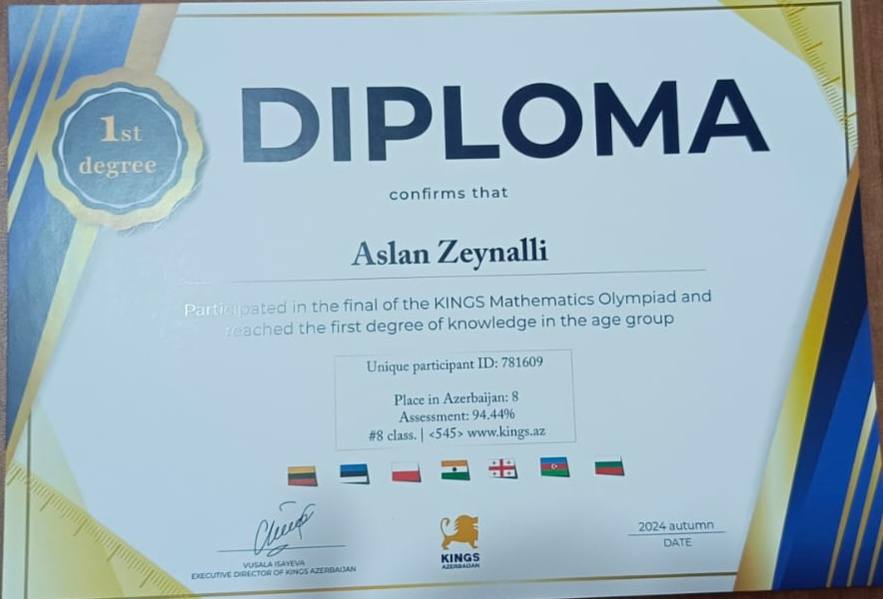 1st
degree
DIPLOMA
confirms that
Aslan Zeynalli
Participated in the final of the KINGS Mathematics Olympiad and
reached the first degree of knowledge in the age group
Unique participant ID: 781609
Place in Azerbaijan: 8
Assessment: 94.44%
#8 class. | <545> www.kings.az
VUSALA ISAYEVA
EXECUTIVE DIRECTOR OF KINGS AZERBAIJAN
KINGS
AZERBAIJAN
2024 autumn
DATE